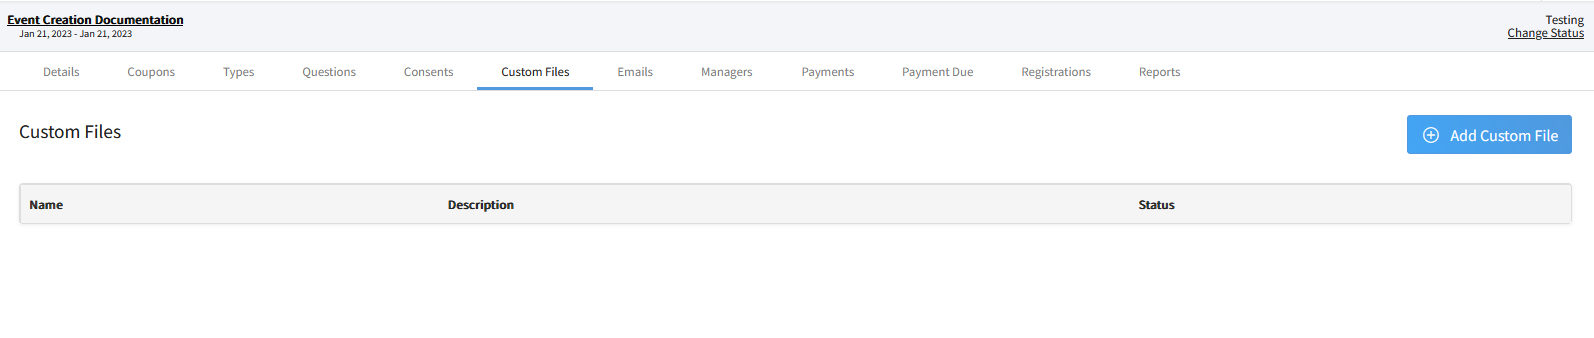 Event Creation Documentation
Jan 21, 2023 - Jan 21, 2023
Testing
Change Status
Details Coupons Types Questions Consents Custom Files Emails Managers Payments Payment Due Registrations Reports
Custom Files
Add Custom File
Name Description Status